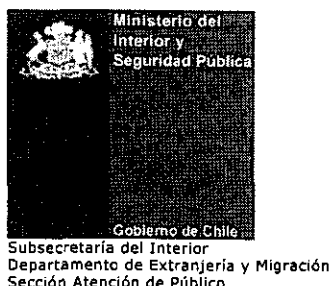 Ministerio del
Interior y
Seguridad Pública
Gobierno de Chile
Subsecretaría del Interior
Departamento de Extranjería y Migración
Sección Atención de Público